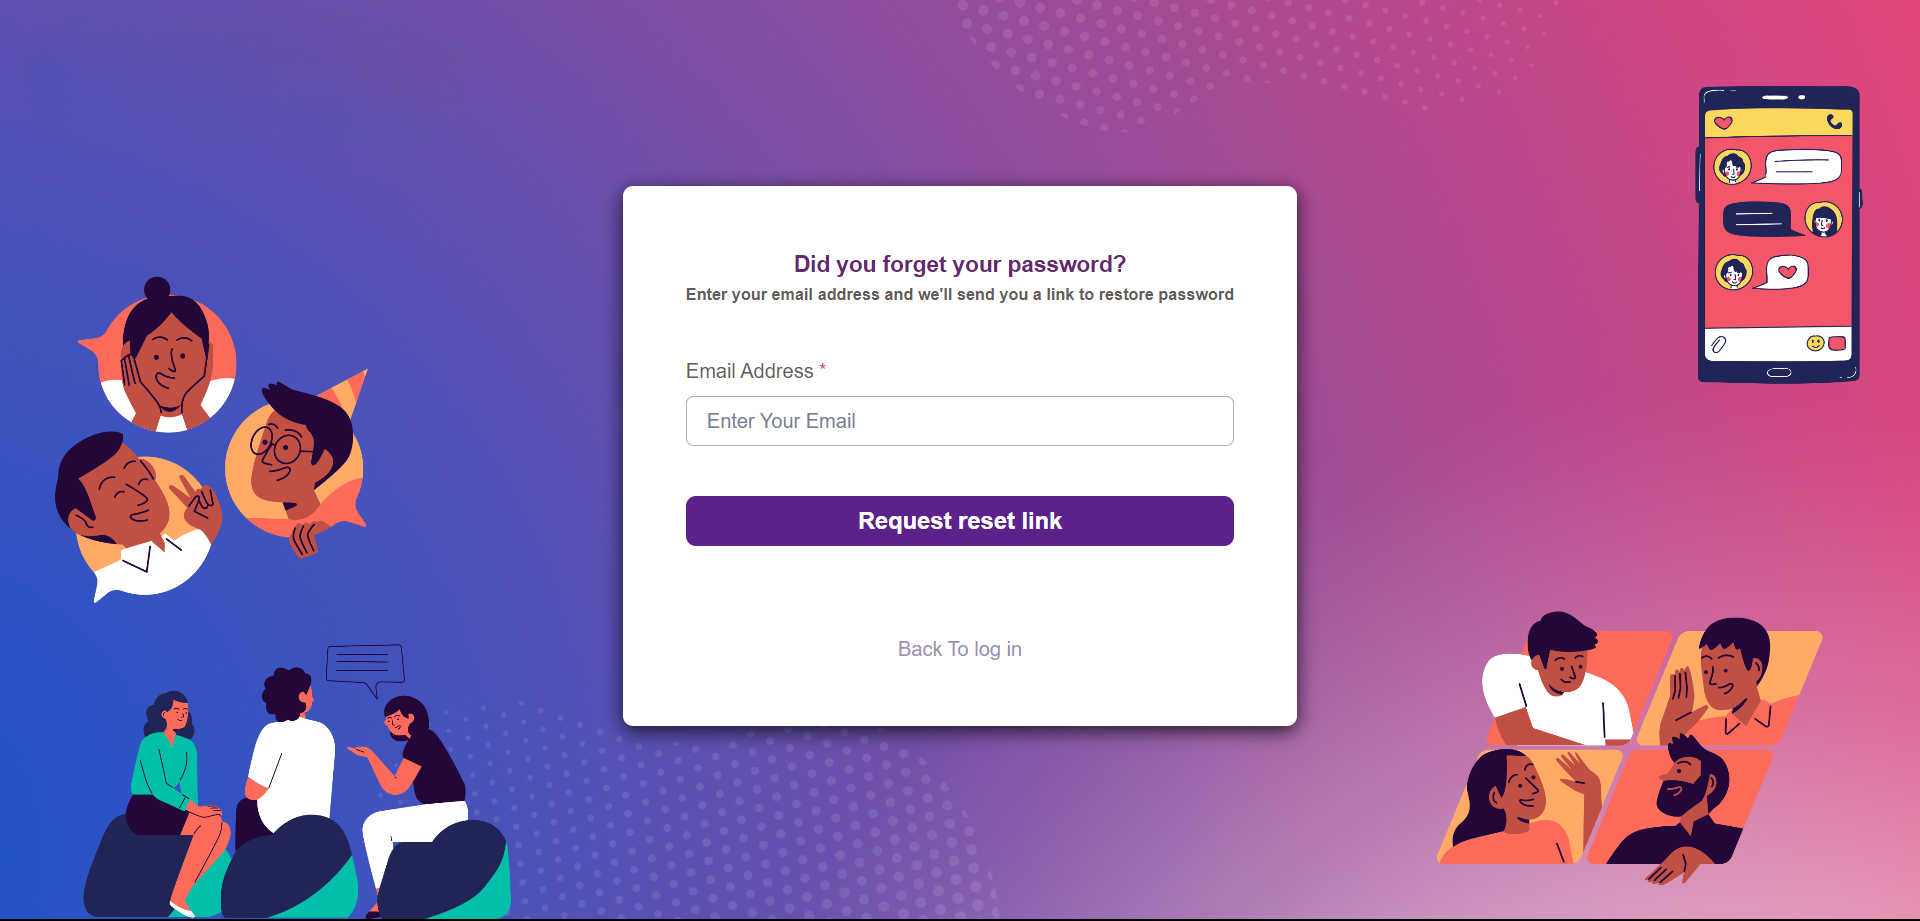 Did you forget your password?
Enter your email address and we'll send you a link to restore password
Email Address *
Enter Your Email
Request reset link
Back To log in